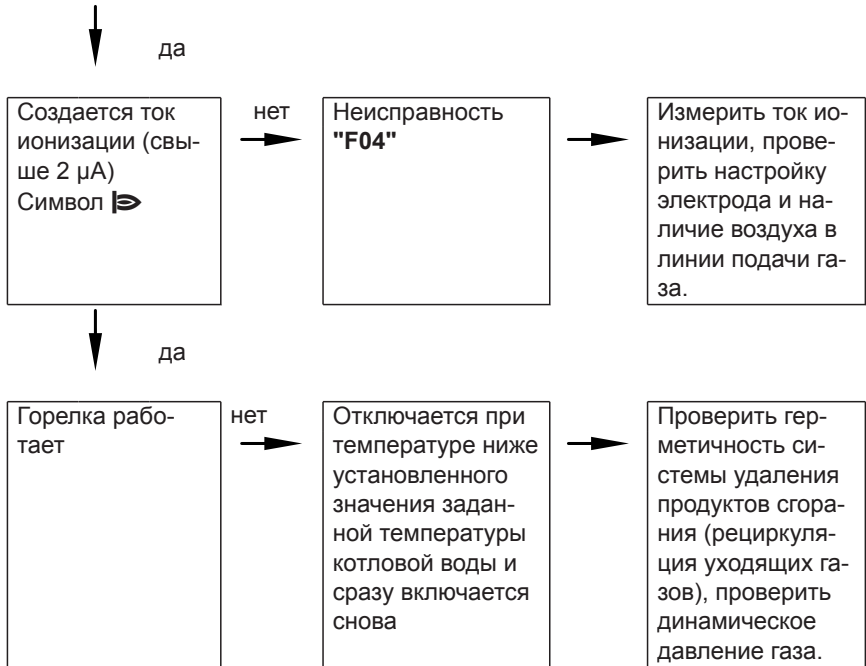 да
Создается ток
ионизации (свы-
ше 2 μA)
Символ
нет
Неисправность
"F04"
Измерить ток ио-
низации, прове-
рить настройку
электрода и на-
личие воздуха в
линии подачи га-
за.
да
Горелка рабо-
тает
нет
Отключается при
температуре ниже
установленного
значения задан-
ной температуры
котловой воды и
сразу включается
снова
Проверить гер-
метичность си-
стемы удаления
продуктов сгора-
ния (рециркуля-
ция уходящих га-
зов), проверить
динамическое
давление газа.